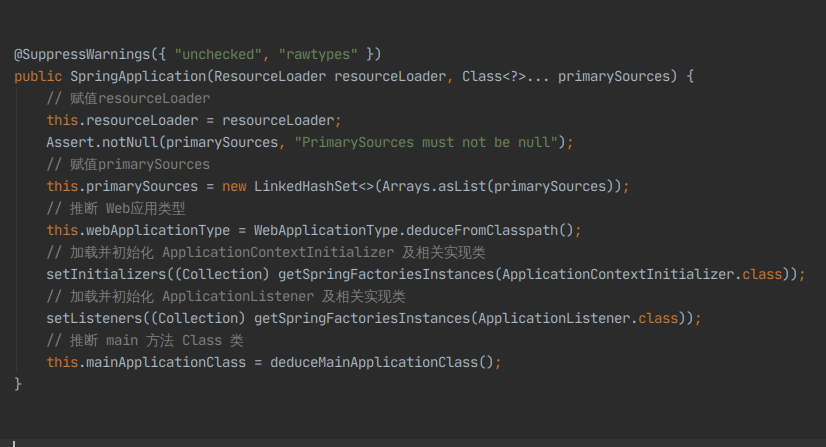 @SuppressWarnings({ "unchecked", "rawtypes" })
public SpringApplication(ResourceLoader resourceLoader, Class<?>... primarySources) {
// 赋值resourceLoader
this.resourceLoader = resourceLoader;
Assert.notNull(primarySources, "PrimarySources must not be null");
// 赋值primarySources
this.primarySources = new LinkedHashSet<>(Arrays.asList(primarySources));
// 推断 Web应用类型
this.webApplicationType = WebApplicationType.deduceFromClasspath();
// 加载并初始化 ApplicationContextInitializer 及相关实现类
setInitializers((Collection) getSpringFactoriesInstances(ApplicationContextInitializer.class));
// 加载并初始化 ApplicationListener 及相关实现类
setListeners((Collection) getSpringFactoriesInstances(ApplicationListener.class));
// 推断 main 方法 Class 类
this.mainApplicationClass = deduceMainApplicationClass();
}